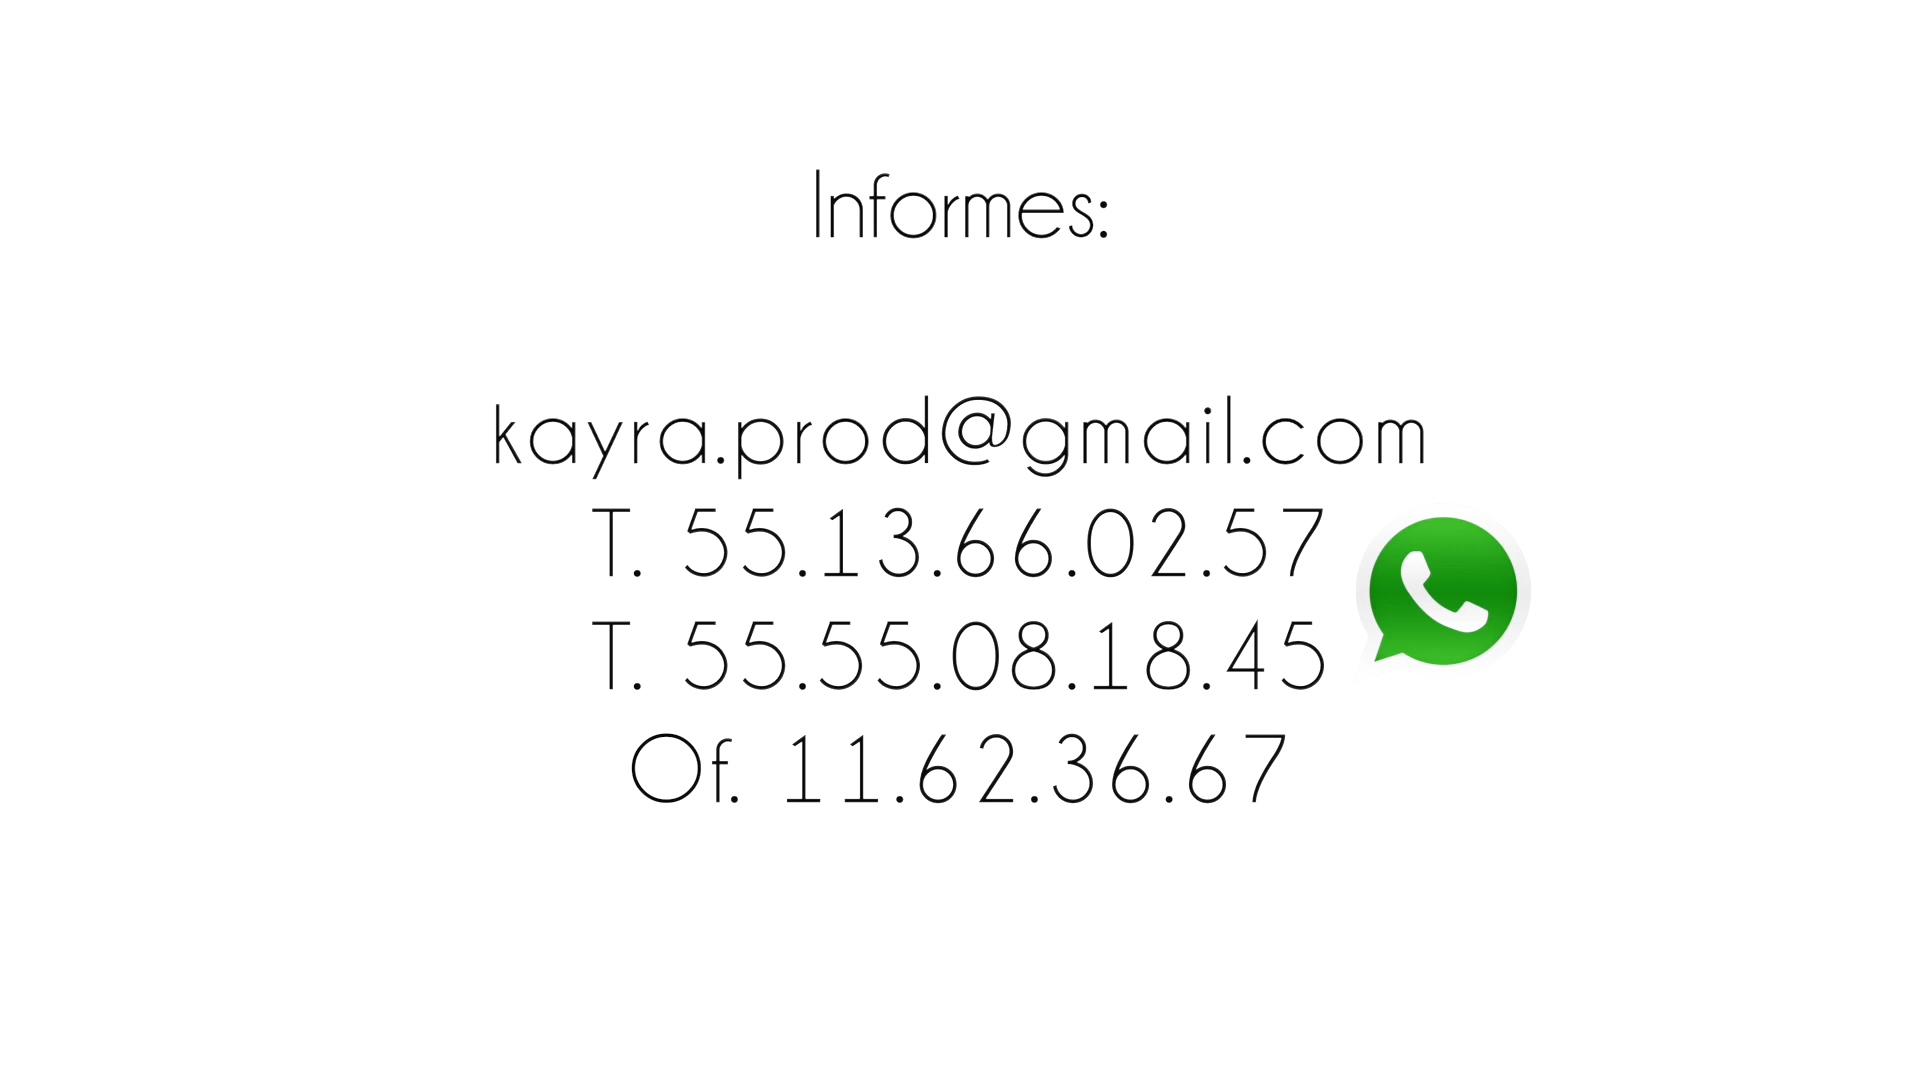 Informes:
kayra.prod@gmail.com
T. 55.13.66.02.57
T. 55.55.08.18.45
Of. 11.62.36.67